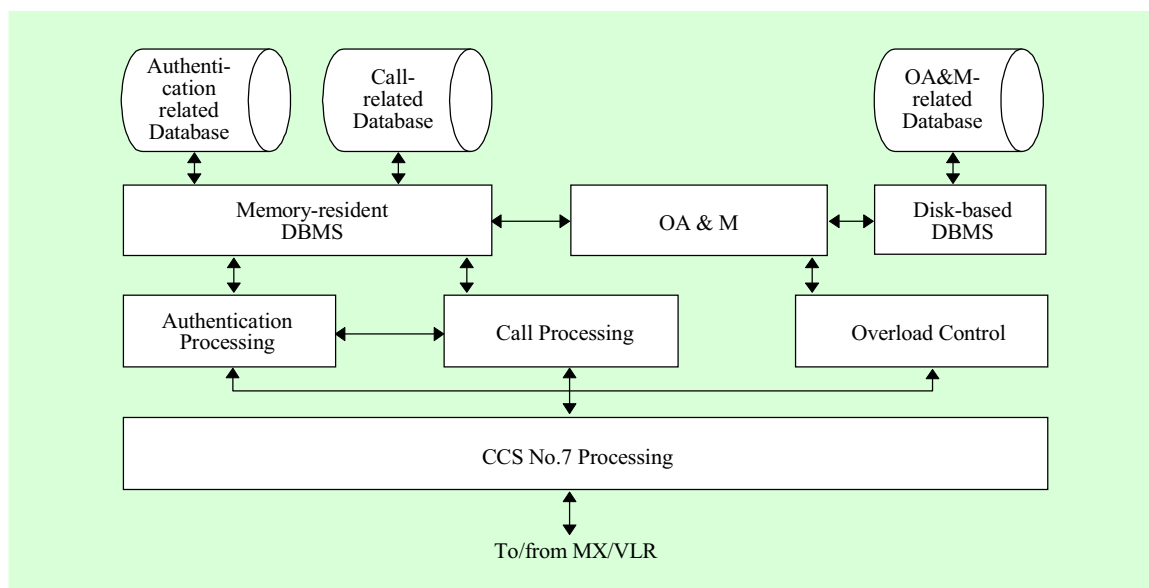 Authenti-
cation
related
Database
Call-
related
Database
OA&M-
related
Database
Memory-resident
DBMS
OA & M
Disk-based
DBMS
Authentication
Processing
Call Processing
Overload Control
CCS No.7 Processing
To/from MX/VLR